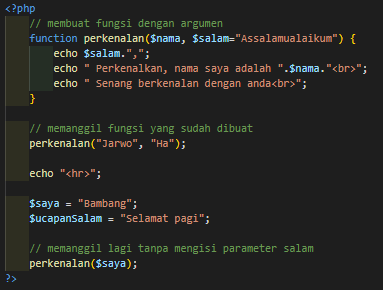 <?php
// membuat fungsi dengan argumen
function perkenalan($nama, $salam="Assalamualaikum") {
echo $salam.",";
echo " Perkenalkan, nama saya adalah ".$nama."<br>";
echo " Senang berkenalan dengan anda<br>";
}
// memanggil fungsi yang sudah dibuat
perkenalan("Jarwo", "Ha");
echo "<hr>";
$saya = "Bambang";
$ucapanSalam = "Selamat pagi";
// memanggil lagi tanpa mengisi parameter salam
perkenalan($saya);
?>